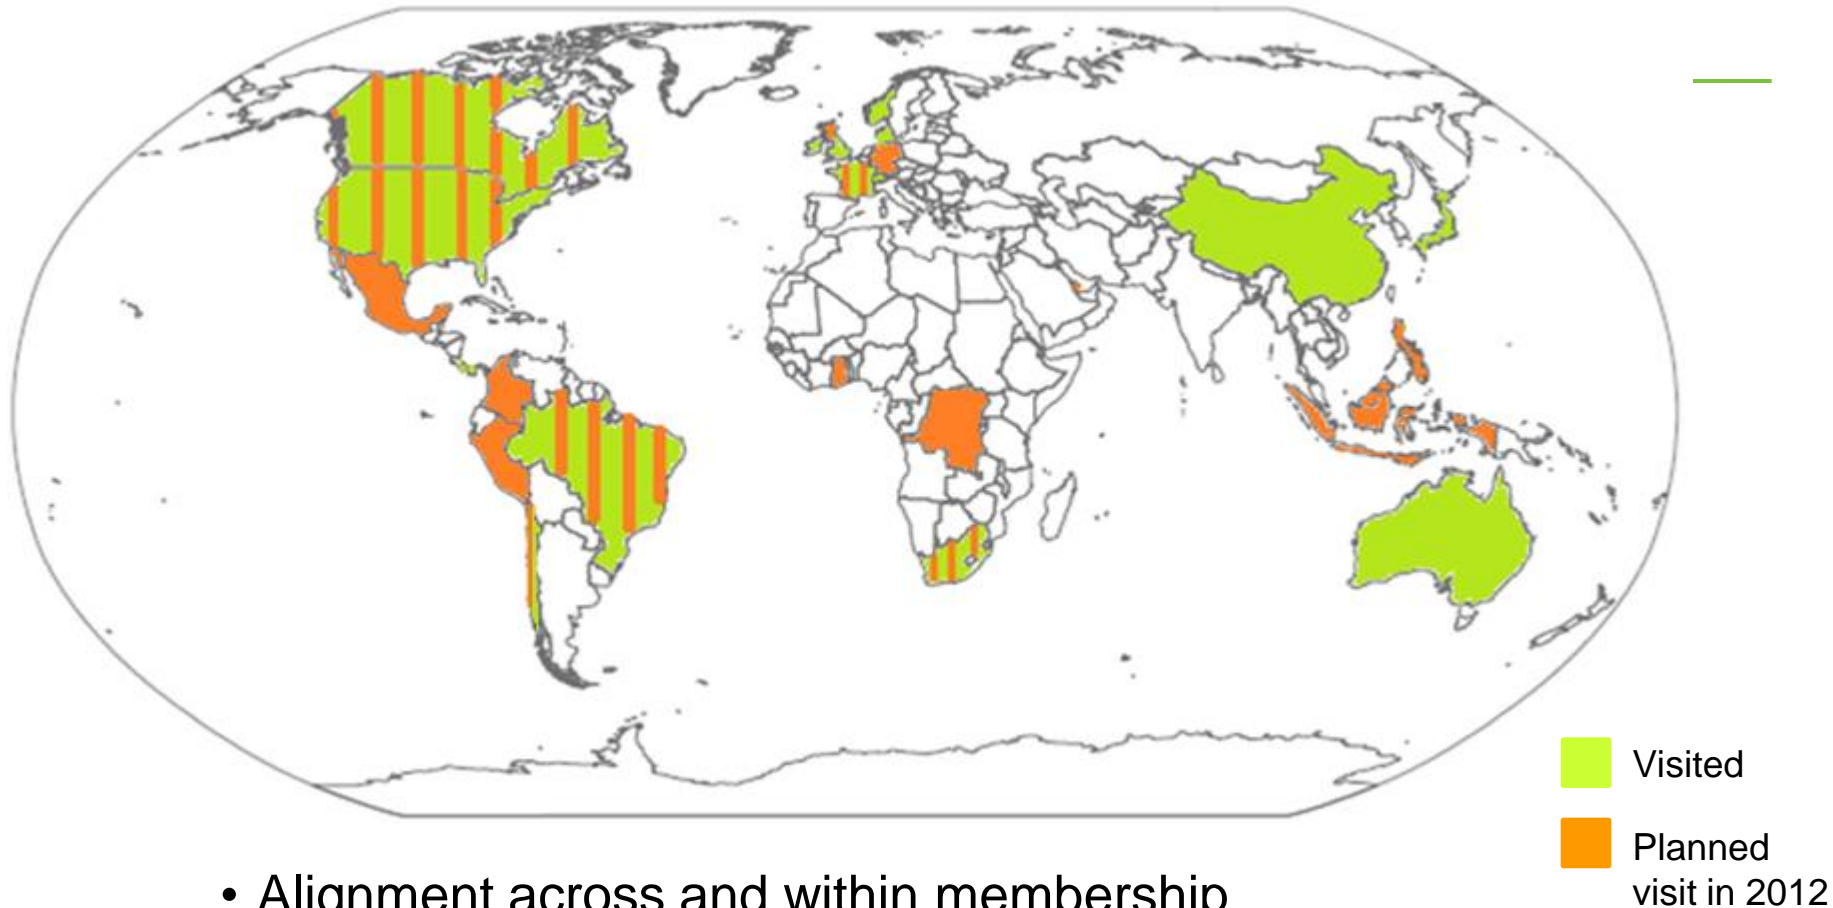 Visited
Planned
visit in 2012
• Alignment across and within membership